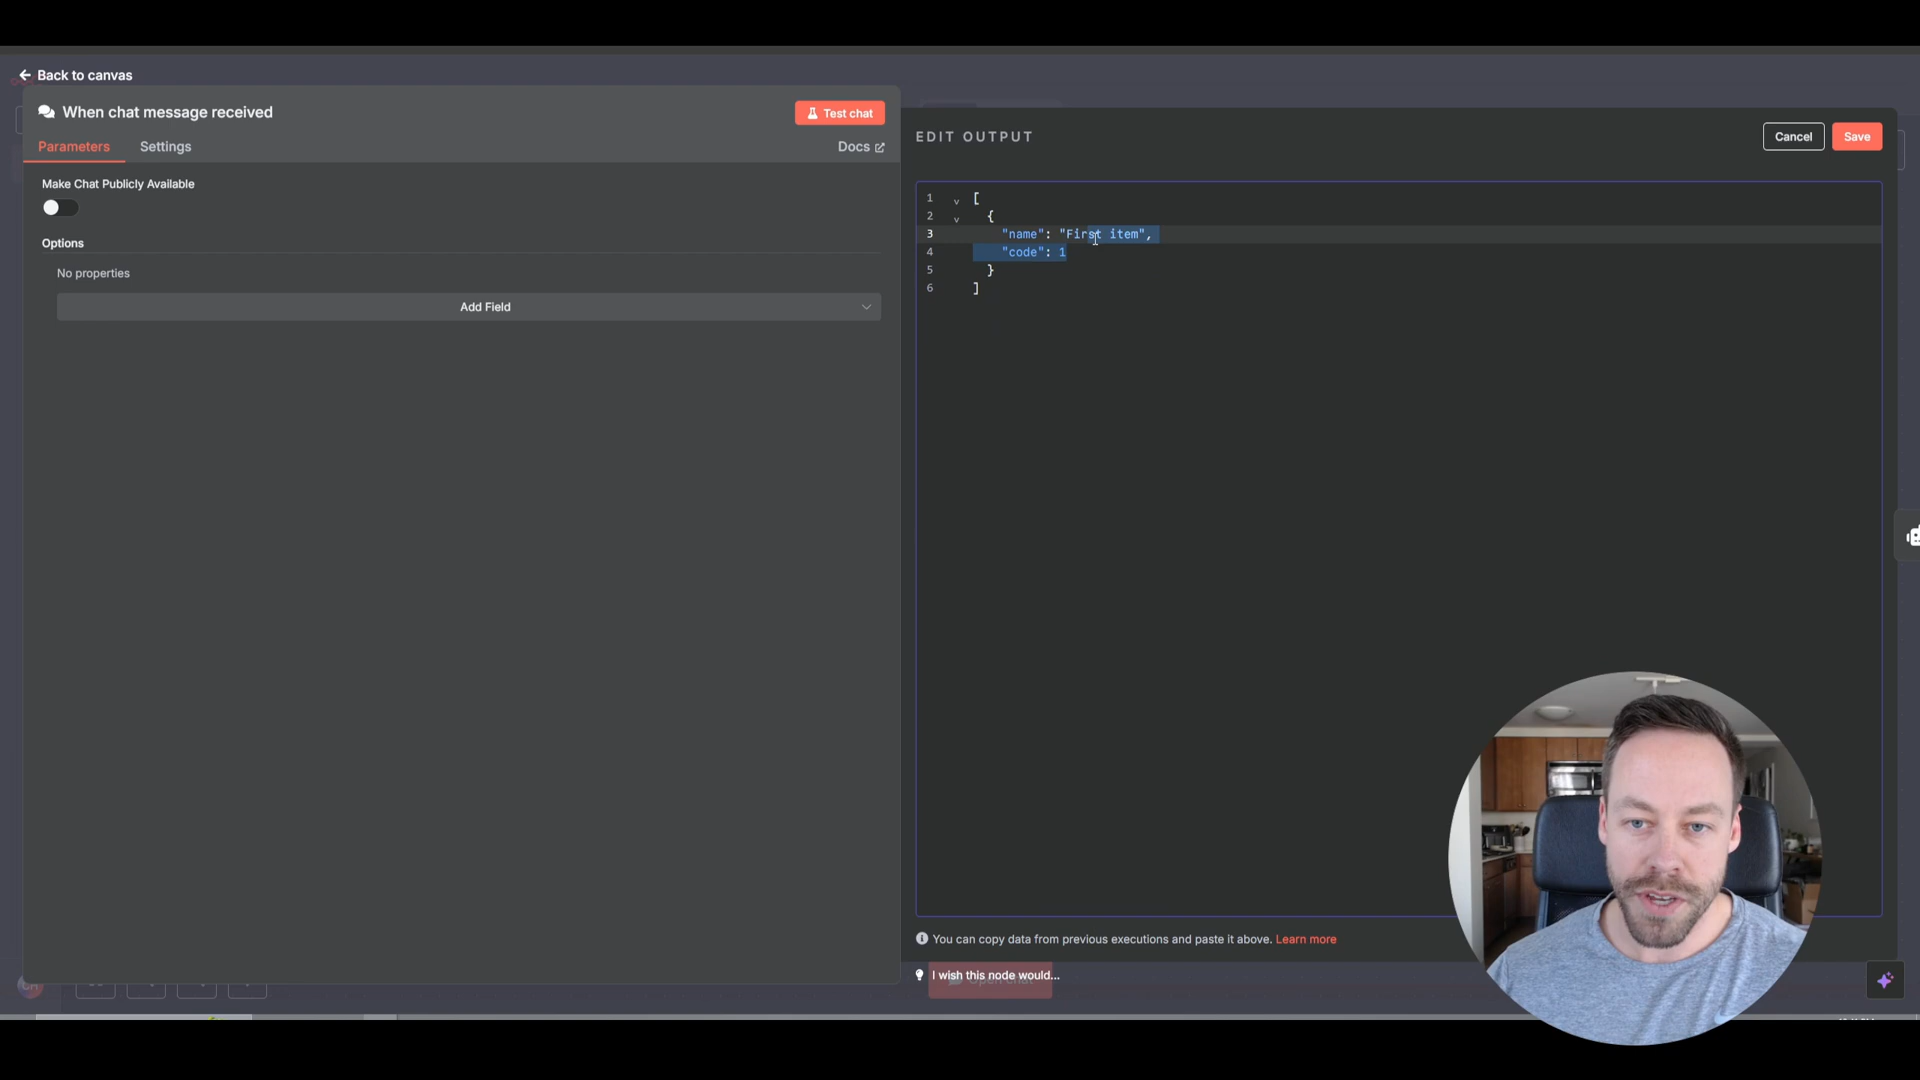 Back to canvas
When chat message received
Test chat
Parameters
Settings
Docs
Make Chat Publicly Available
Options
No properties
Add Field
EDIT OUTPUT
Cancel
Save
1 [
2 {
3 "name": "First item",
4 "code": 1
5 }
6 ]
You can copy data from previous executions and paste it above. Learn more
I wish this node would...